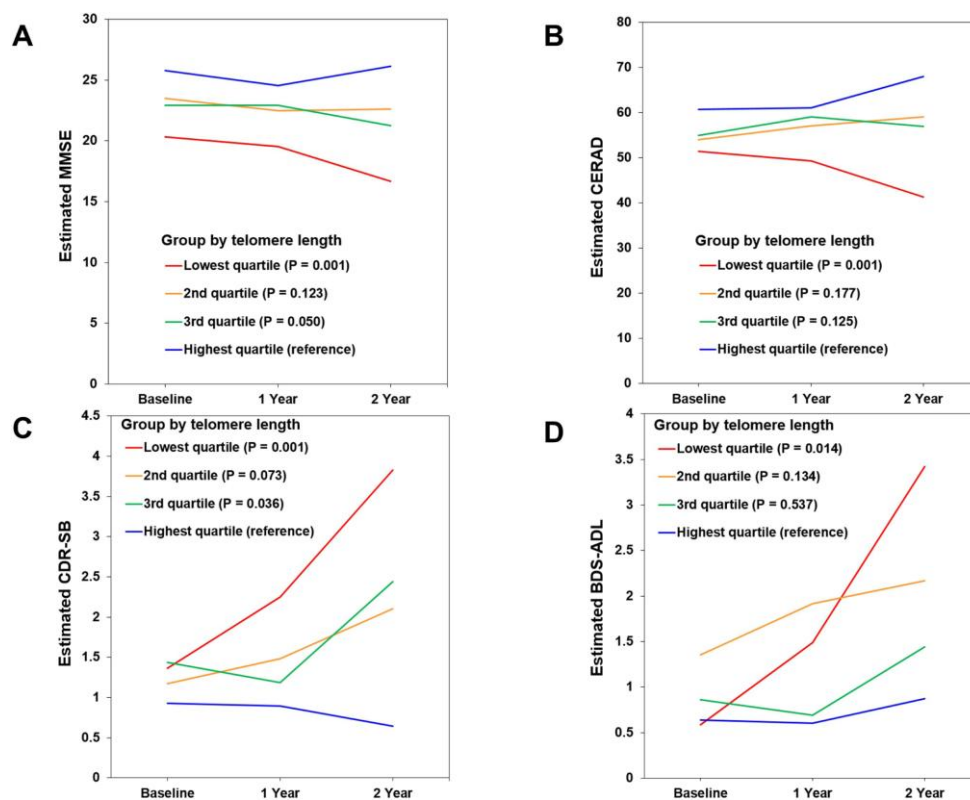 A
Estimated MMSE
30
25
20
15
10
5
0
Group by telomere length
Lowest quartile (P = 0.001)
2nd quartile (P = 0.123)
3rd quartile (P = 0.050)
Highest quartile (reference)
Baseline 1 Year 2 Year
B
Estimated CERAD
80
70
60
50
40
30
20
10
0
Group by telomere length
Lowest quartile (P = 0.001)
2nd quartile (P = 0.177)
3rd quartile (P = 0.125)
Highest quartile (reference)
Baseline 1 Year 2 Year
C
Estimated CDR-SB
4.5
4
3.5
3
2.5
2
1.5
1
0.5
0
Group by telomere length
Lowest quartile (P = 0.001)
2nd quartile (P = 0.073)
3rd quartile (P = 0.036)
Highest quartile (reference)
Baseline 1 Year 2 Year
D
Estimated BDS-ADL
4
3.5
3
2.5
2
1.5
1
0.5
0
Group by telomere length
Lowest quartile (P = 0.014)
2nd quartile (P = 0.134)
3rd quartile (P = 0.537)
Highest quartile (reference)
Baseline 1 Year 2 Year